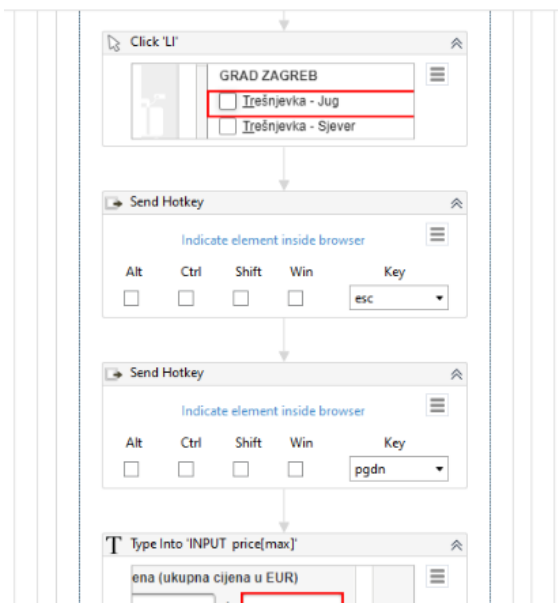 Click 'LI'
GRAD ZAGREB
Trešnjevka - Jug
Trešnjevka - Sjever
Send Hotkey
Indicate element inside browser
Alt Ctrl Shift Win Key
esc
Send Hotkey
Indicate element inside browser
Alt Ctrl Shift Win Key
pgdn
T Type Into 'INPUT price[max]'
ena (ukupna cijena u EUR)